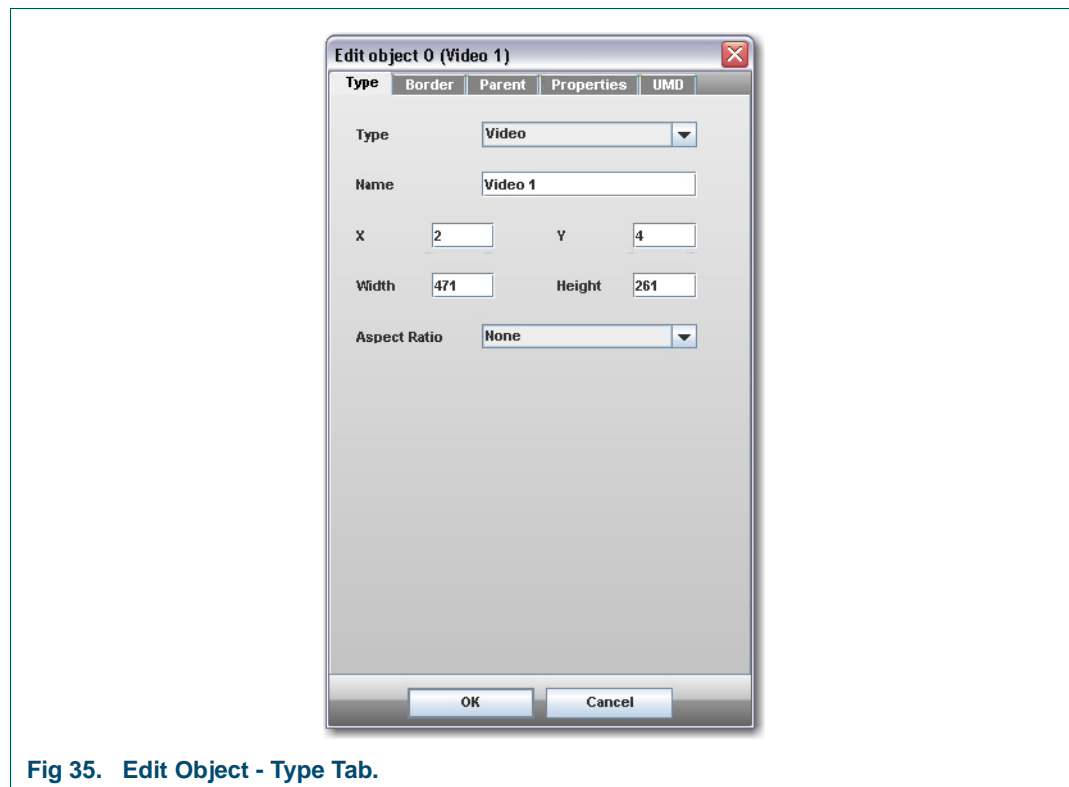 Edit object 0 (Video 1)
Type Border Parent Properties UMD
Type Video
Name Video 1
X 2 Y 4
Width 471 Height 261
Aspect Ratio None
OK Cancel
Fig 35. Edit Object - Type Tab.